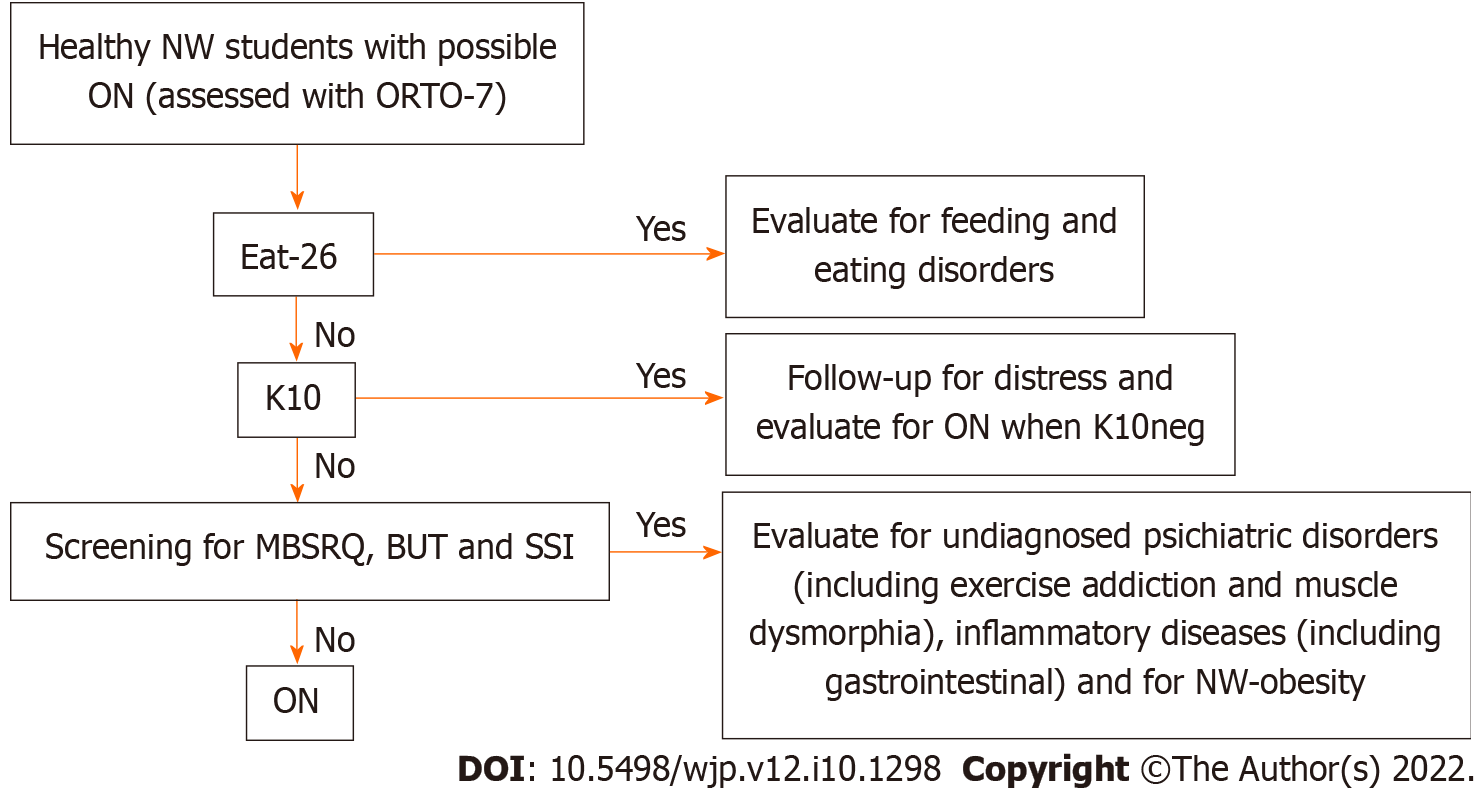 Healthy NW students with possible
ON (assessed with ORTO-7)
Eat-26
Yes
Evaluate for feeding and
eating disorders
No
K10
Yes
Follow-up for distress and
evaluate for ON when K10neg
No
Screening for MBSRQ, BUT and SSI
Yes
Evaluate for undiagnosed psichiatric disorders
(including exercise addiction and muscle
dysmorphia), inflammatory diseases (including
gastrointestinal) and for NW-obesity
No
ON
DOI: 10.5498/wjp.v12.i10.1298 Copyright ©The Author(s) 2022.